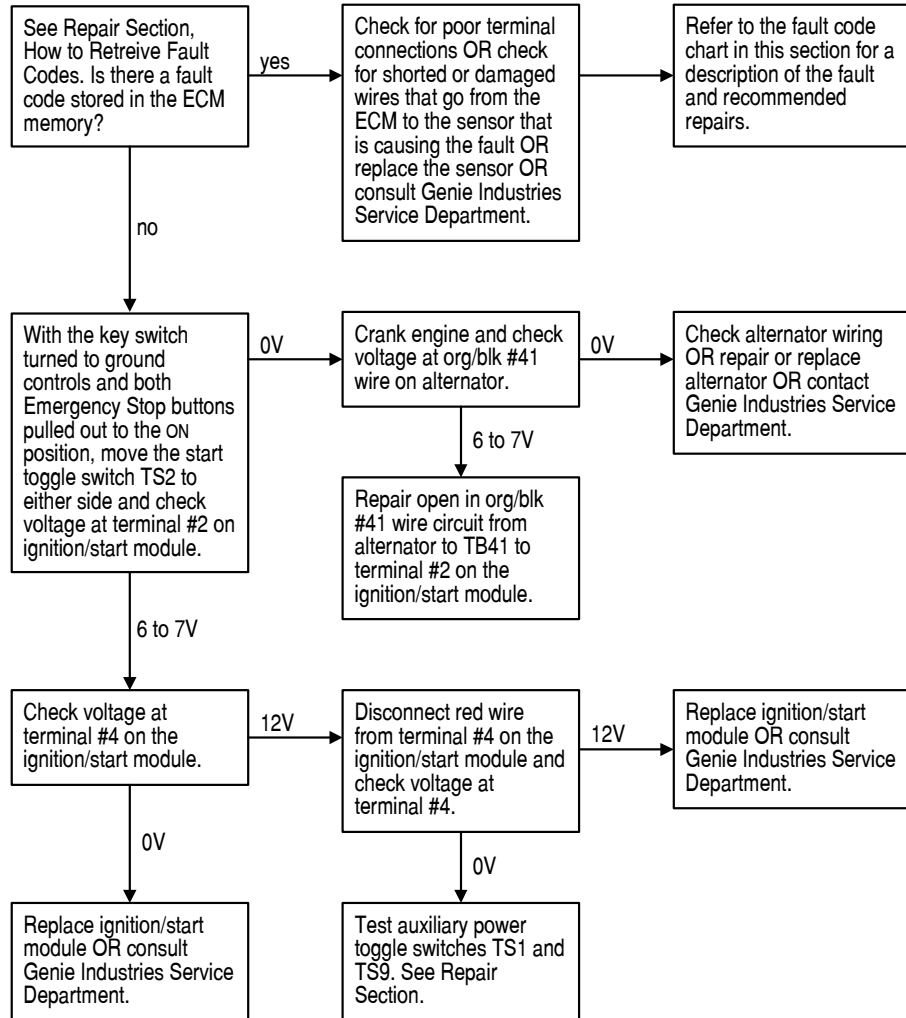 See Repair Section,
How to Retreive Fault
Codes. Is there a fault
code stored in the ECM
memory?
yes
Check for poor terminal
connections OR check
for shorted or damaged
wires that go from the
ECM to the sensor that
is causing the fault OR
replace the sensor OR
consult Genie Industries
Service Department.
Refer to the fault code
chart in this section for a
description of the fault
and recommended
repairs.
no
With the key switch
turned to ground
controls and both
Emergency Stop buttons
pulled out to the ON
position, move the start
toggle switch TS2 to
either side and check
voltage at terminal #2 on
ignition/start module.
0V
Crank engine and check
voltage at org/blk #41
wire on alternator.
0V
Check alternator wiring
OR repair or replace
alternator OR contact
Genie Industries Service
Department.
6 to 7V
Repair open in org/blk
#41 wire circuit from
alternator to TB41 to
terminal #2 on the
ignition/start module.
6 to 7V
Check voltage at
terminal #4 on the
ignition/start module.
12V
Disconnect red wire
from terminal #4 on the
ignition/start module and
check voltage at
terminal #4.
12V
Replace ignition/start
module OR consult
Genie Industries Service
Department.
0V
Replace ignition/start
module OR consult
Genie Industries Service
Department.
0V
Test auxiliary power
toggle switches TS1 and
TS9. See Repair
Section.